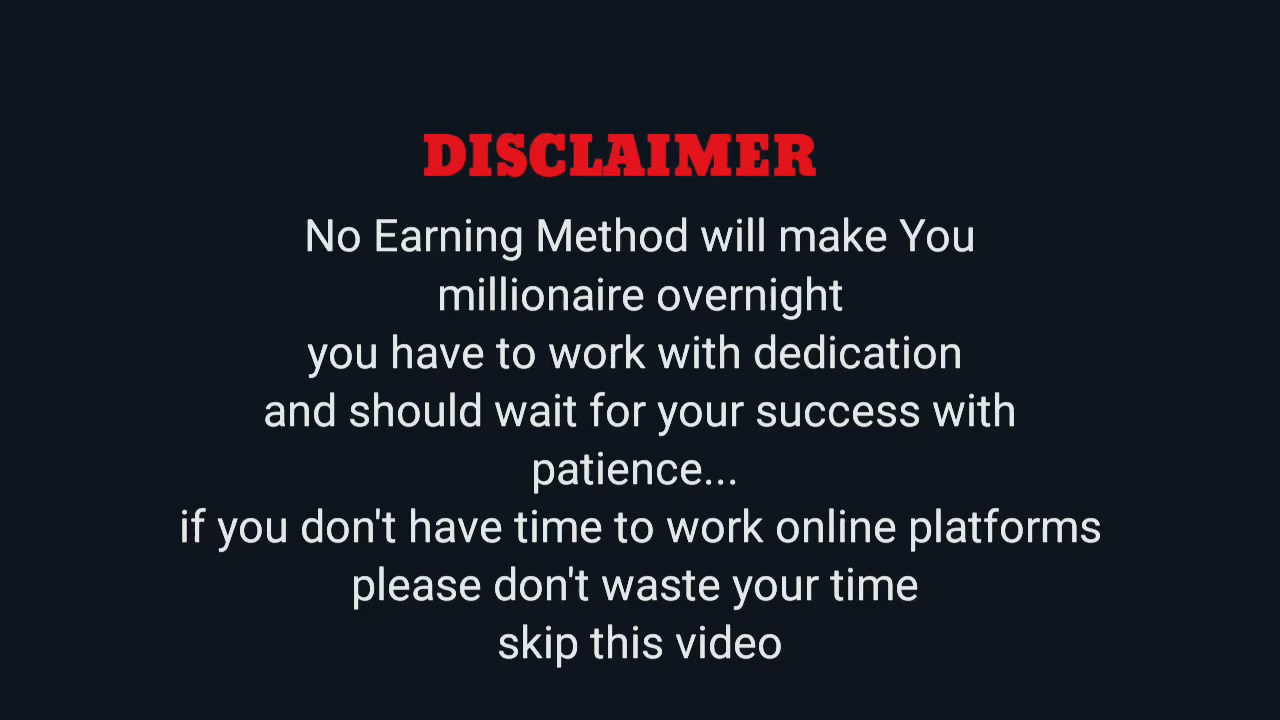 DISCLAIMER
No Earning Method will make You
millionaire overnight
you have to work with dedication
and should wait for your success with
patience...
if you don't have time to work online platforms
please don't waste your time
skip this video